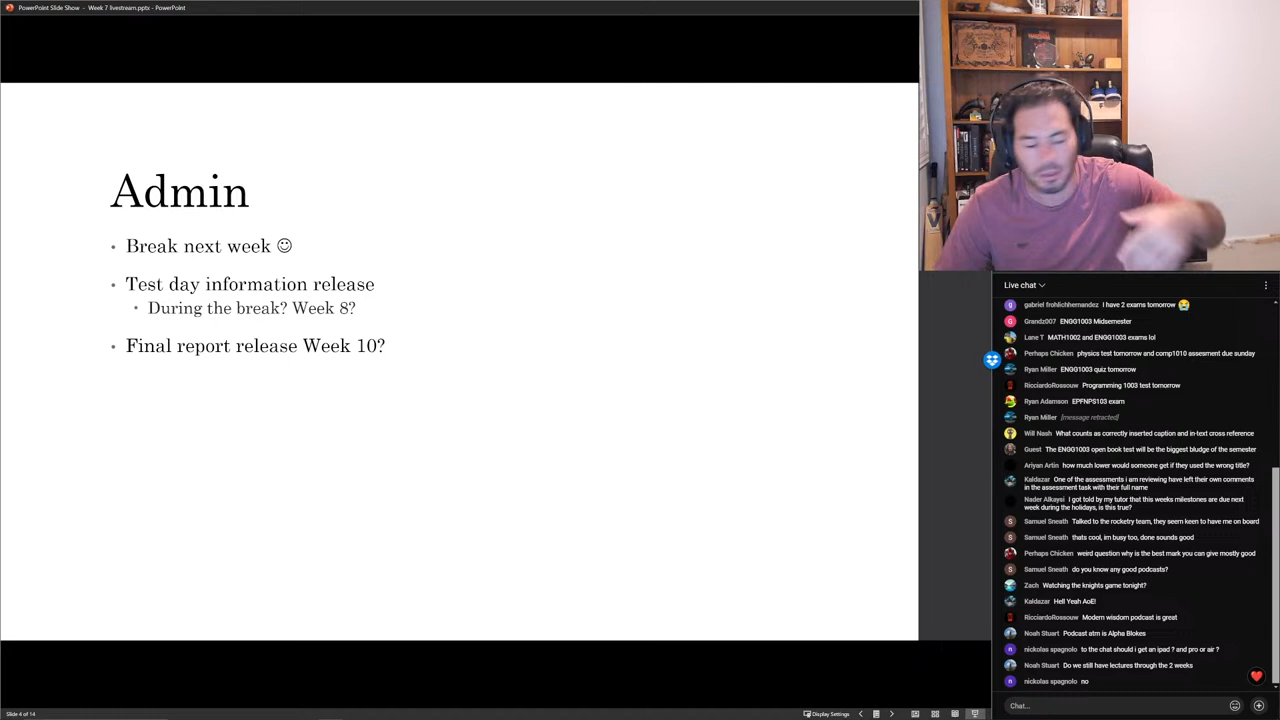 PowerPoint Slide Show - Week 7 livestream.pptx - PowerPoint
Admin
• Break next week ☺
• Test day information release
• During the break? Week 8?
• Final report release Week 10?
Slide 4 of 14
Display Settings
Live chat
gabriel frohlichhernandez I have 2 exams tomorrow 😭
Grandz007 ENGG1003 Midsemester
Lane T MATH1002 and ENGG1003 exams lol
Perhaps Chicken physics test tomorrow and comp1010 assesment due sunday
Ryan Miller ENGG1003 quiz tomorrow
RicciardoRossouw Programming 1003 test tomorrow
Ryan Adamson EPFNPS103 exam
Ryan Miller [message retracted]
Will Nash What counts as correctly inserted caption and in-text cross reference
Guest The ENGG1003 open book test will be the biggest bludge of the semester
Ariyan Artin how much lower would someone get if they used the wrong title?
Kaldazar One of the assessments i am reviewing have left their own comments
in the assessment task with their full name
Nader Alkaysi I got told by my tutor that this weeks milestones are due next
week during the holidays, is this true?
Samuel Sneath Talked to the rocketry team, they seem keen to have me on board
Samuel Sneath thats cool, im busy too, done sounds good
Perhaps Chicken weird question why is the best mark you can give mostly good
Samuel Sneath do you know any good podcasts?
Zach Watching the knights game tonight?
Kaldazar Hell Yeah AoE!
RicciardoRossouw Modern wisdom podcast is great
Noah Stuart Podcast atm is Alpha Blokes
nickolas spagnolo to the chat should i get an ipad ? and pro or air ?
Noah Stuart Do we still have lectures through the 2 weeks
nickolas spagnolo no
Chat...